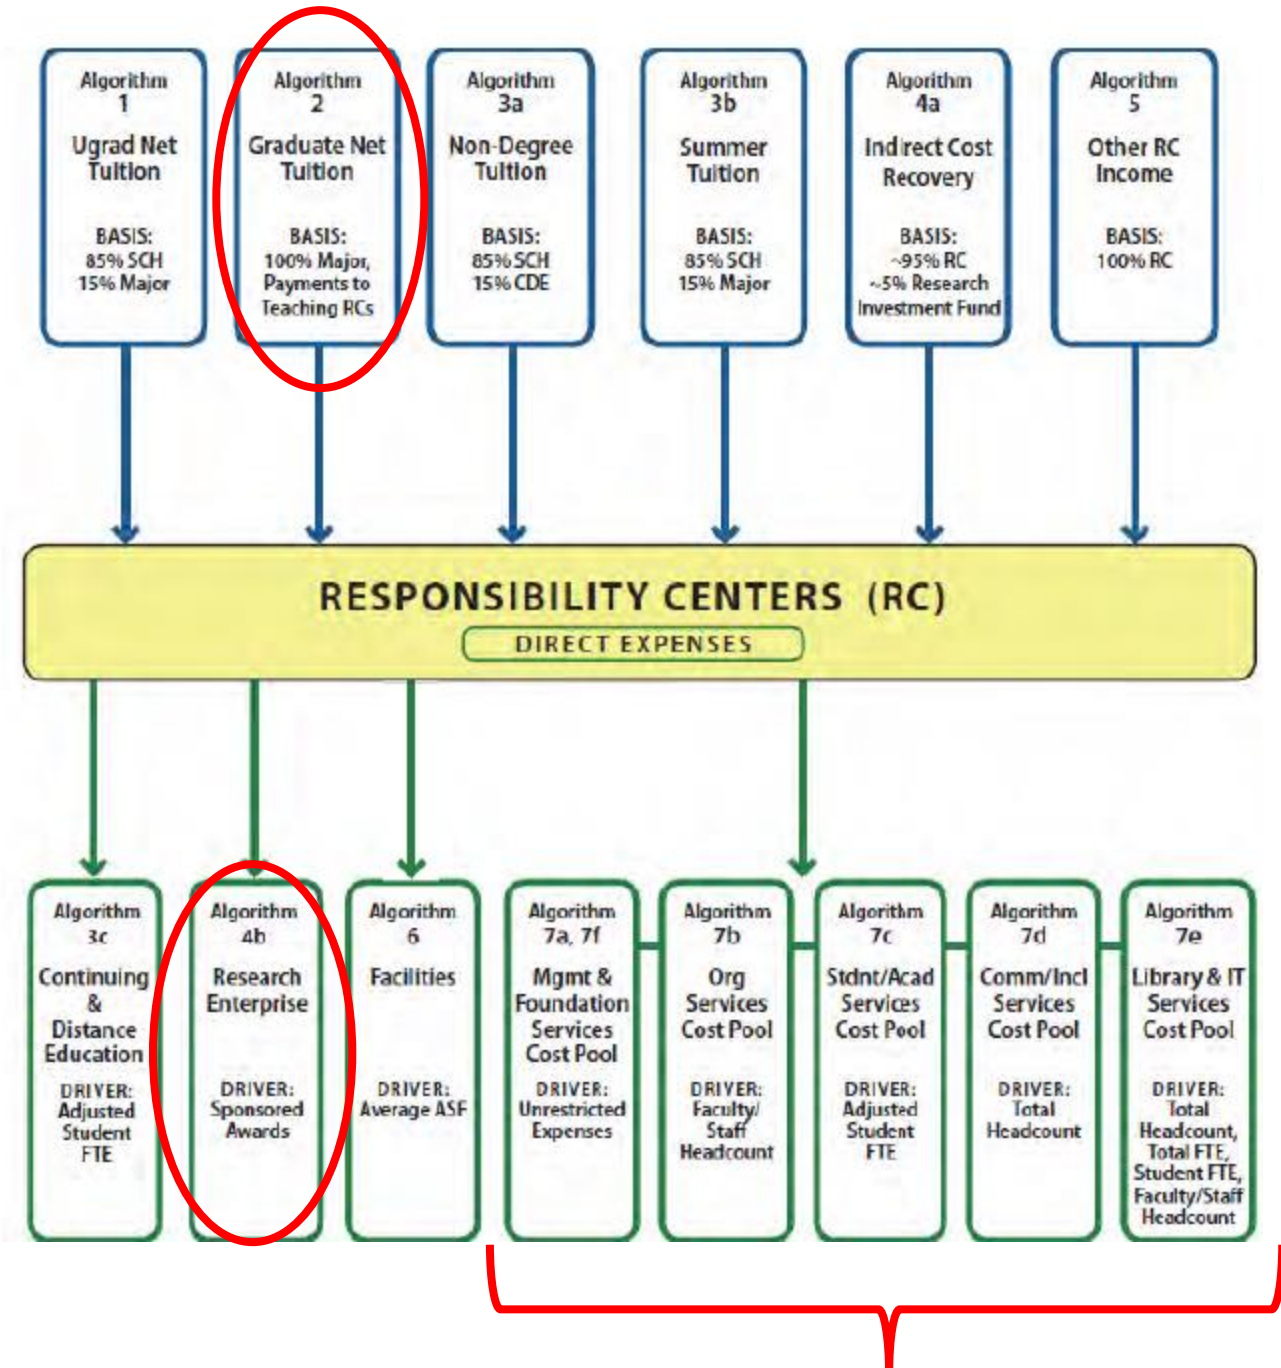 Algorithm
1
Ugrad Net
Tuition
BASIS:
85% SCH
15% Major
Algorithm
2
Graduate Net
Tuition
BASIS:
100% Major,
Payments to
Teaching RCs
Algorithm
3a
Non-Degree
Tuition
BASIS:
85% SCH
15% CDE
Algorithm
3b
Summer
Tuition
BASIS:
85% SCH
15% Major
Algorithm
4a
Indirect Cost
Recovery
BASIS:
~95% RC
~5% Research
Investment Fund
Algorithm
5
Other RC
Income
BASIS:
100% RC
RESPONSIBILITY CENTERS (RC)
DIRECT EXPENSES
Algorithm
3c
Continuing
&
Distance
Education
DRIVER:
Adjusted
Student
FTE
Algorithm
4b
Research
Enterprise
DRIVER:
Sponsored
Awards
Algorithm
6
Facilities
DRIVER:
Average ASF
Algorithm
7a, 7f
Mgmt &
Foundation
Services
Cost Pool
DRIVER:
Unrestricted
Expenses
Algorithm
7b
Org
Services
Cost Pool
DRIVER:
Faculty/
Staff
Headcount
Algorithm
7c
Stdnt/Acad
Services
Cost Pool
DRIVER:
Adjusted
Student
FTE
Algorithm
7d
Comm/Incl
Services
Cost Pool
DRIVER:
Total
Headcount
Algorithm
7e
Library & IT
Services
Cost Pool
DRIVER:
Total
Headcount,
Total FTE,
Student FTE,
Faculty/Staff
Headcount